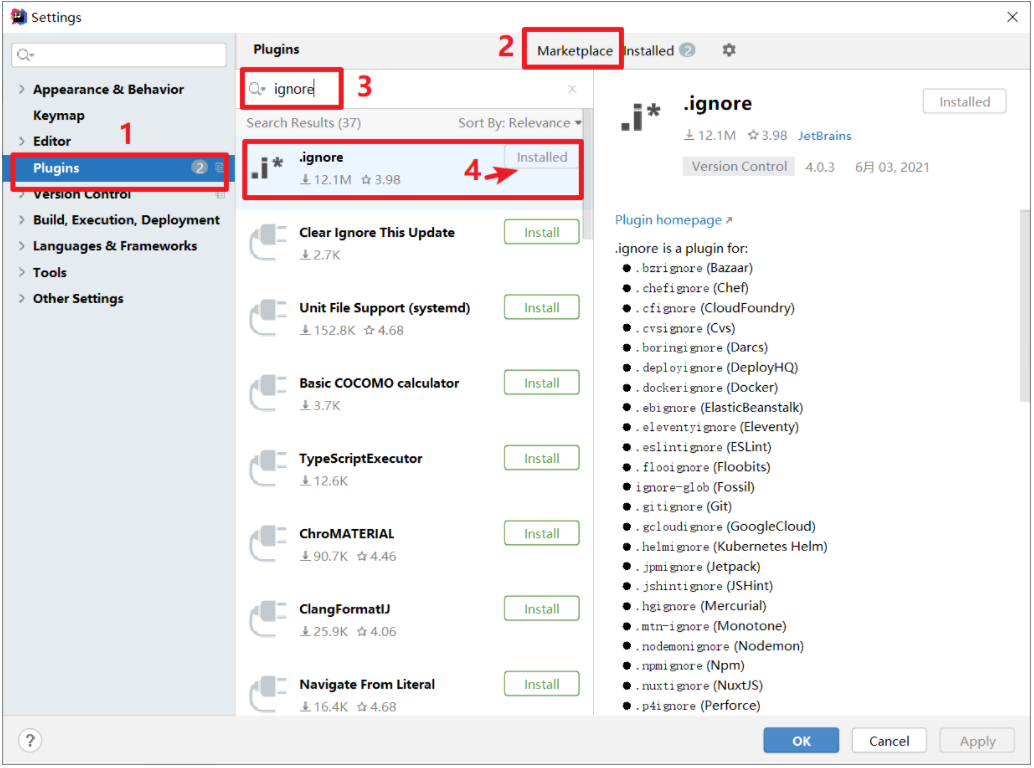 Settings
Appearance & Behavior
Keymap
1
Editor
Plugins 2
Version Control
Build, Execution, Deployment
Languages & Frameworks
Tools
Other Settings
Plugins
2
Marketplace
Installed 2
ignore
3
Search Results (37)
Sort By: Relevance
.i*
.ignore
Installed
12.1M 3.98
4
Clear Ignore This Update
Install
2.7K
Unit File Support (systemd)
Install
152.8K 4.68
Basic COCOMO calculator
Install
3.7K
TypeScriptExecutor
Install
12.6K
ChroMATERIAL
Install
90.7K 4.46
ClangFormatIJ
Install
25.9K 4.06
Navigate From Literal
Install
16.4K 4.68
.i*
.ignore
Installed
12.1M 3.98 JetBrains
Version Control 4.0.3 6月 03, 2021
Plugin homepage
.ignore is a plugin for:
.bzrignore (Bazaar)
.chefignore (Chef)
.cfignore (CloudFoundry)
.cvsignore (Cvs)
.boringignore (Darcs)
.deployignore (DeployHQ)
.dockerignore (Docker)
.ebignore (ElasticBeanstalk)
.eleventyignore (Eleventy)
.eslintignore (ESLint)
.flooignore (Floobits)
ignore-glob (Fossil)
.gitignore (Git)
.gcloudignore (GoogleCloud)
.helmignore (Kubernetes Helm)
.jpmignore (Jetpack)
.jshintignore (JSHint)
.hgignore (Mercurial)
.mtn-ignore (Monotone)
.nodemonignore (Nodemon)
.npmignore (Npm)
.nuxtignore (NuxtJS)
.p4ignore (Perforce)
?
OK
Cancel
Apply